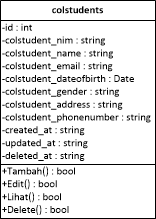 colstudents
-id : int
-colstudent_nim : string
-colstudent_name : string
-colstudent_email : string
-colstudent_dateofbirth : Date
-colstudent_gender : string
-colstudent_address : string
-colstudent_phonenumber : string
-created_at : string
-updated_at : string
-deleted_at : string
+Tambah() : bool
+Edit() : bool
+Lihat() : bool
+Delete() : bool